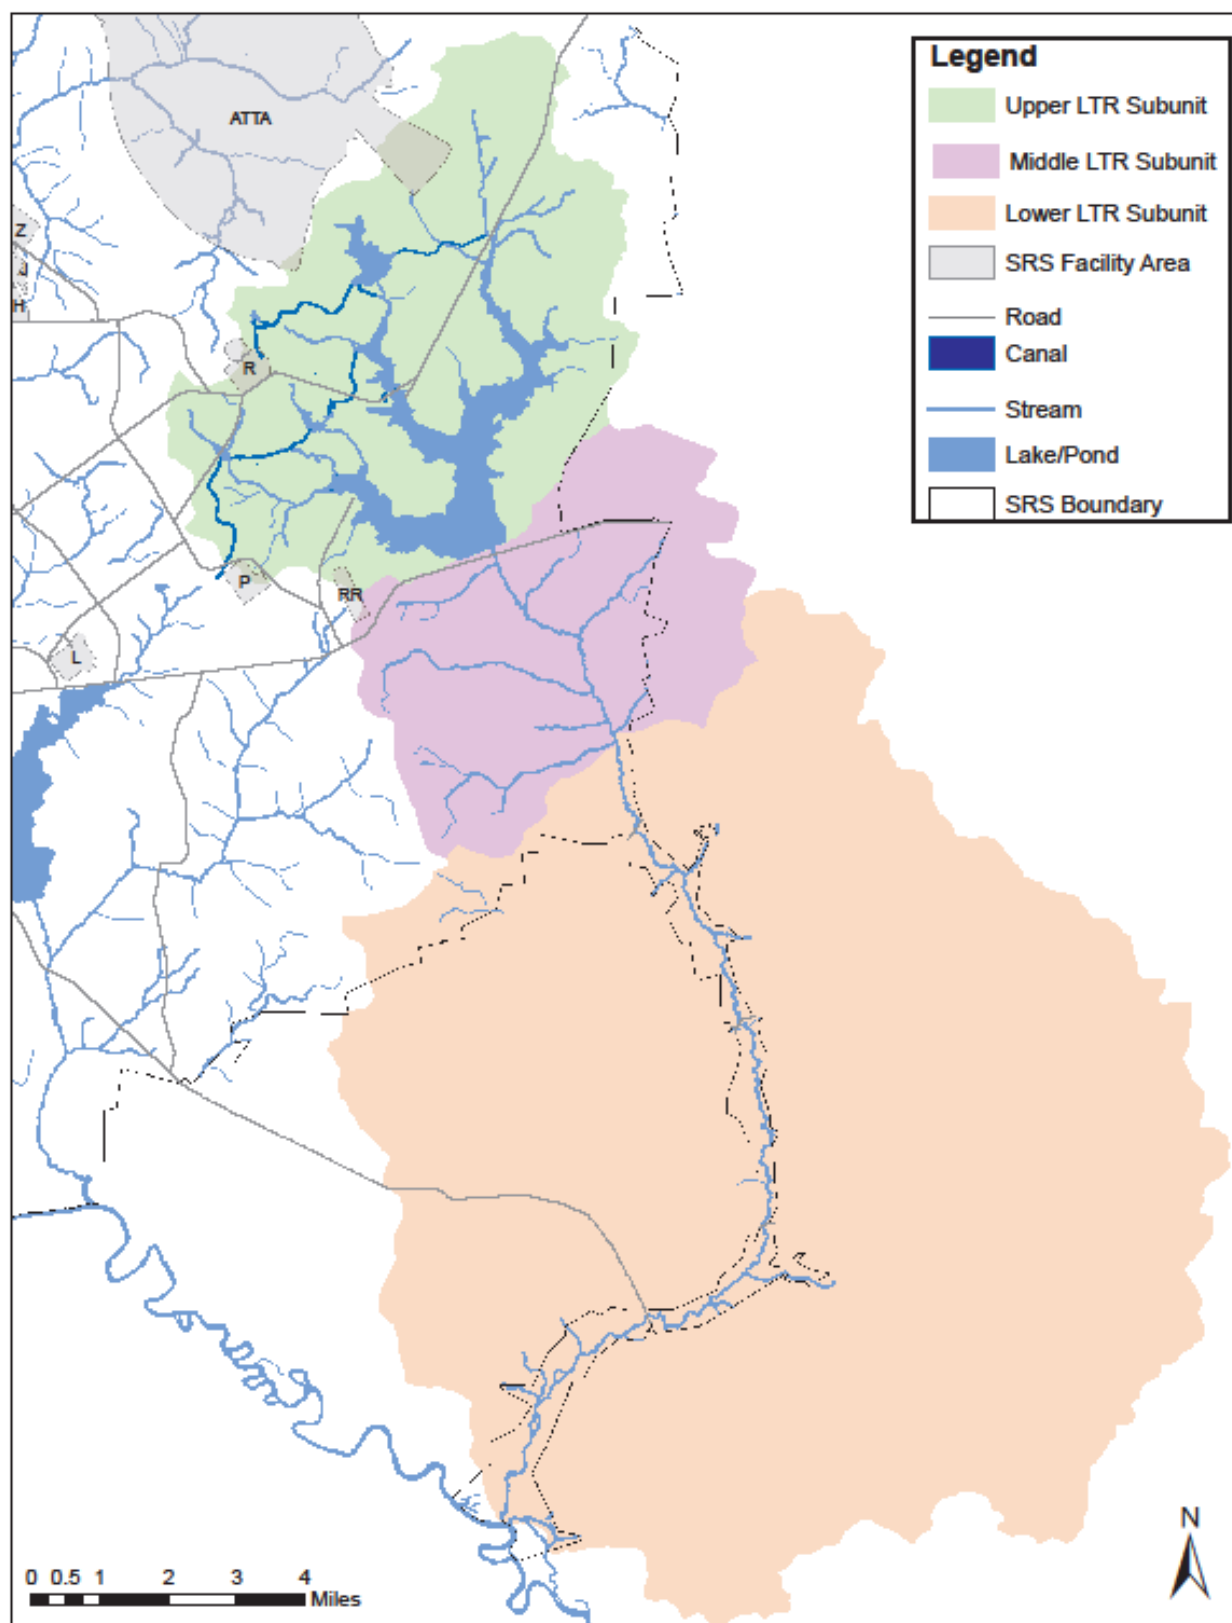 Legend
Upper LTR Subunit
Middle LTR Subunit
Lower LTR Subunit
SRS Facility Area
Road
Canal
Stream
Lake/Pond
SRS Boundary
ATTA
Z
J
H
R
P
RR
L
N
0 0.5 1 2 3 4
Miles